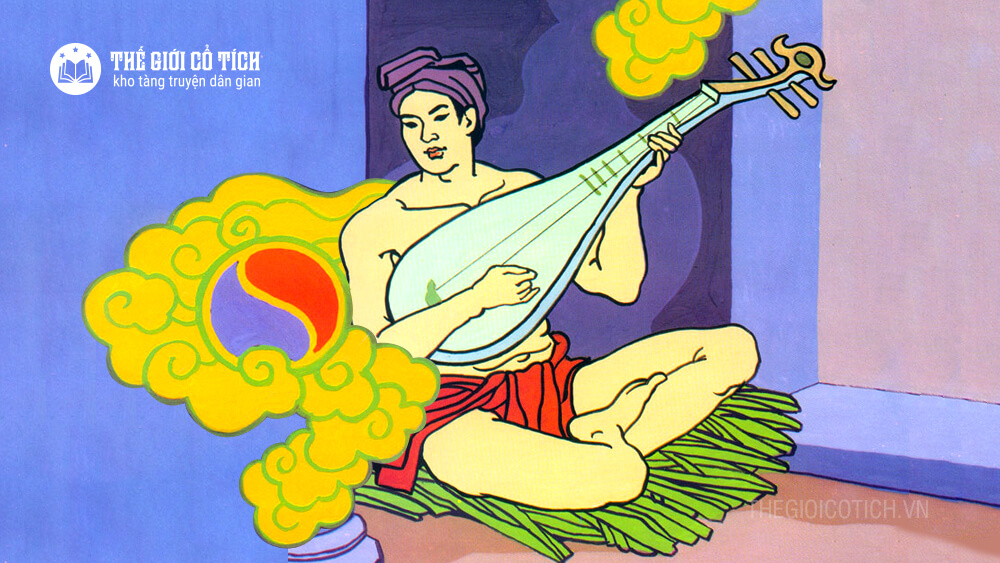 THẾ GIỚI CỔ TÍCH
kho tàng truyện dân gian
THEGIOICOTICH.VN